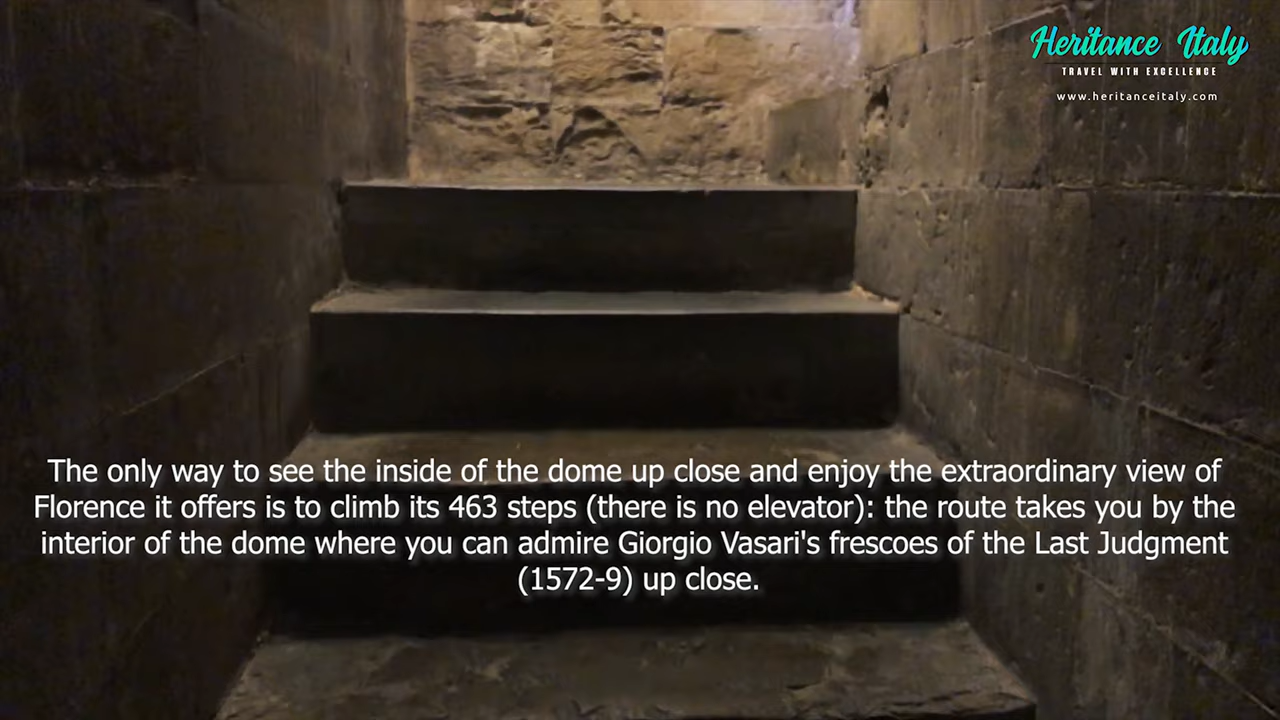 Heritance Italy
TRAVEL WITH EXCELLENCE
www.heritanceitaly.com
The only way to see the inside of the dome up close and enjoy the extraordinary view of
Florence it offers is to climb its 463 steps (there is no elevator): the route takes you by the
interior of the dome where you can admire Giorgio Vasari's frescoes of the Last Judgment
(1572-9) up close.